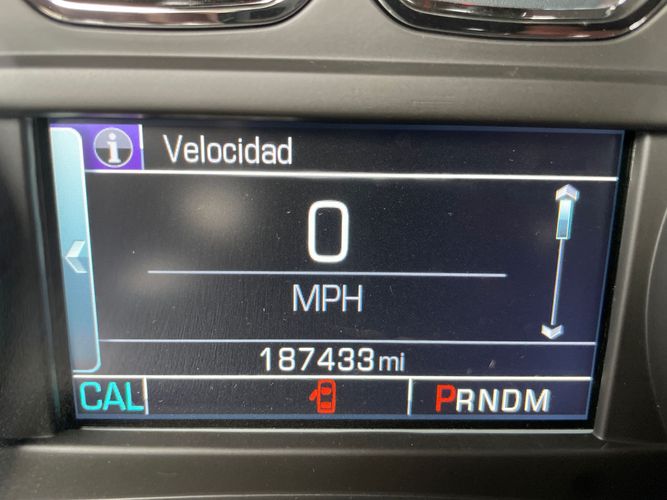 Velocidad
0
MPH
187433mi
CAL PRNDM